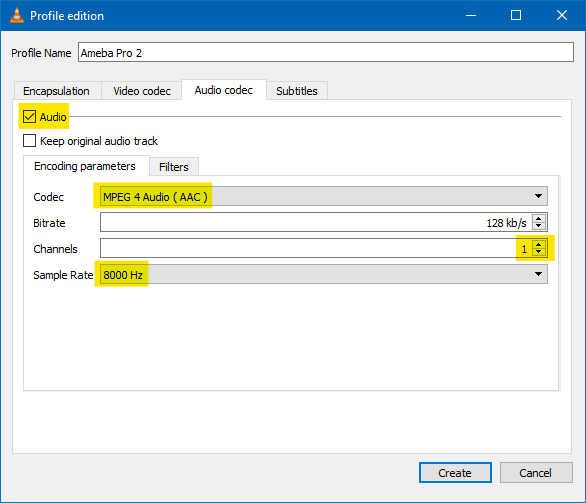 Profile edition
Profile Name Ameba Pro 2
Encapsulation Video codec Audio codec Subtitles
Audio
Keep original audio track
Encoding parameters Filters
Codec MPEG 4 Audio ( AAC )
Bitrate 128 kb/s
Channels 1
Sample Rate 8000 Hz
Create Cancel